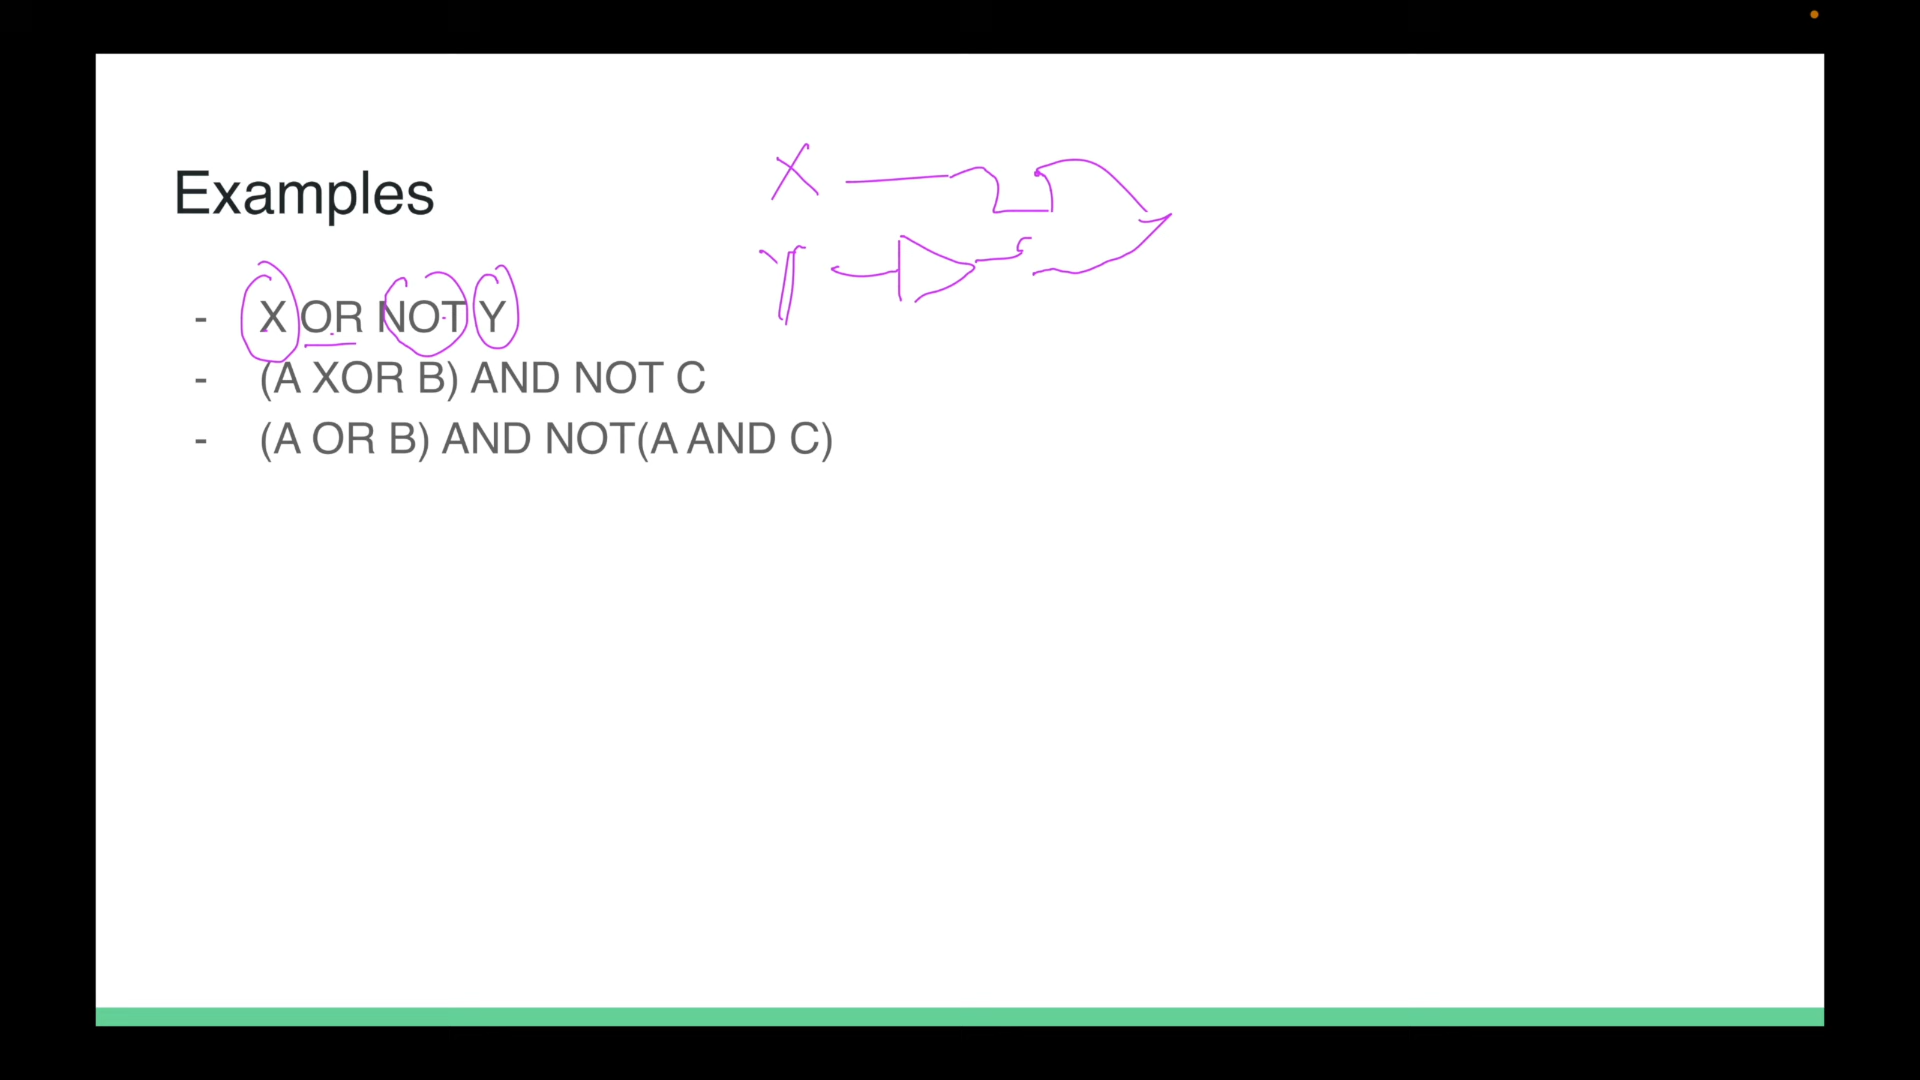 Examples
- X OR NOT Y
- (A XOR B) AND NOT C
- (A OR B) AND NOT(A AND C)
X
Y